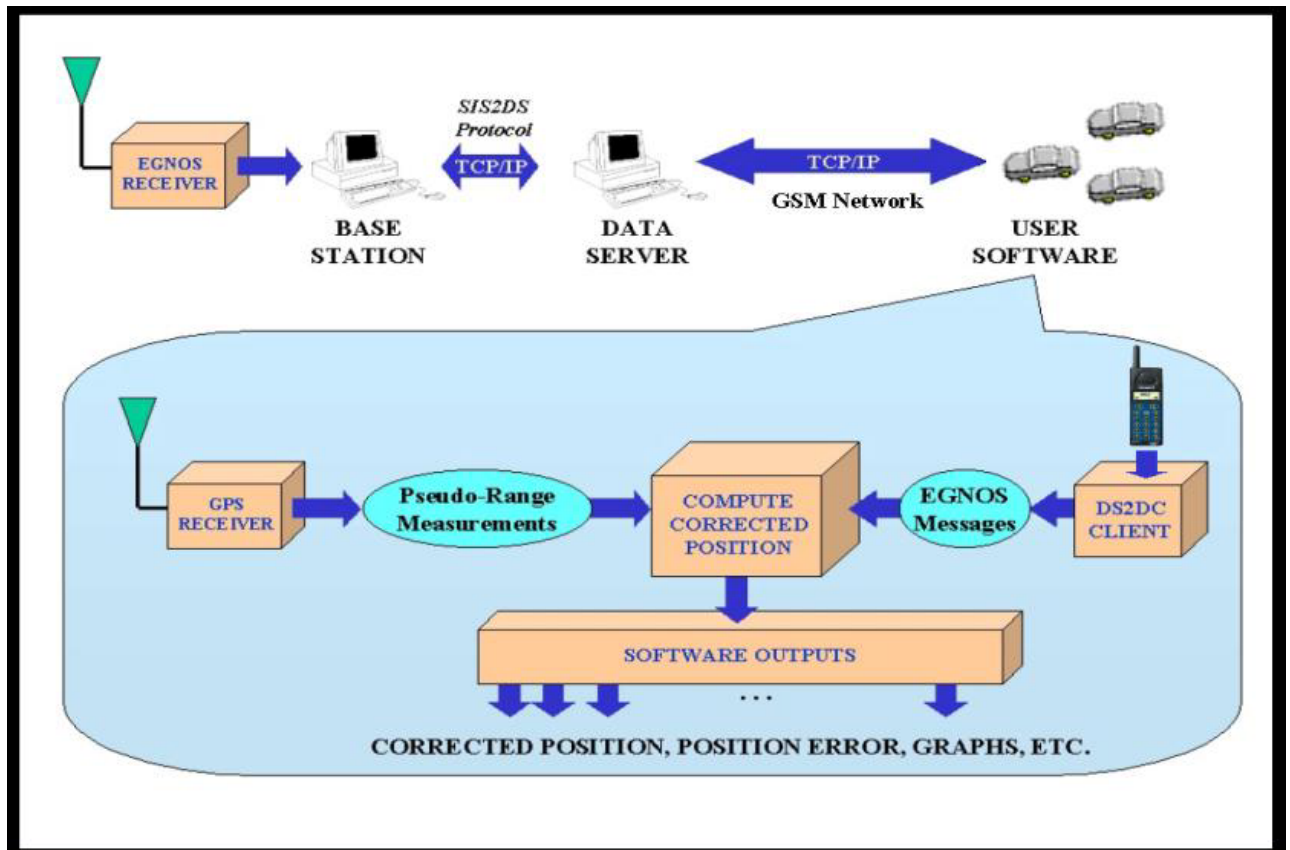 SIS2DS
Protocol
EGNOS
RECEIVER
TCP/IP
TCP/IP
GSM Network
BASE
STATION
DATA
SERVER
USER
SOFTWARE
GPS
RECEIVER
Pseudo-Range
Measurements
COMPUTE
CORRECTED
POSITION
EGNOS
Messages
DS2DC
CLIENT
SOFTWARE OUTPUTS
...
CORRECTED POSITION, POSITION ERROR, GRAPHS, ETC.